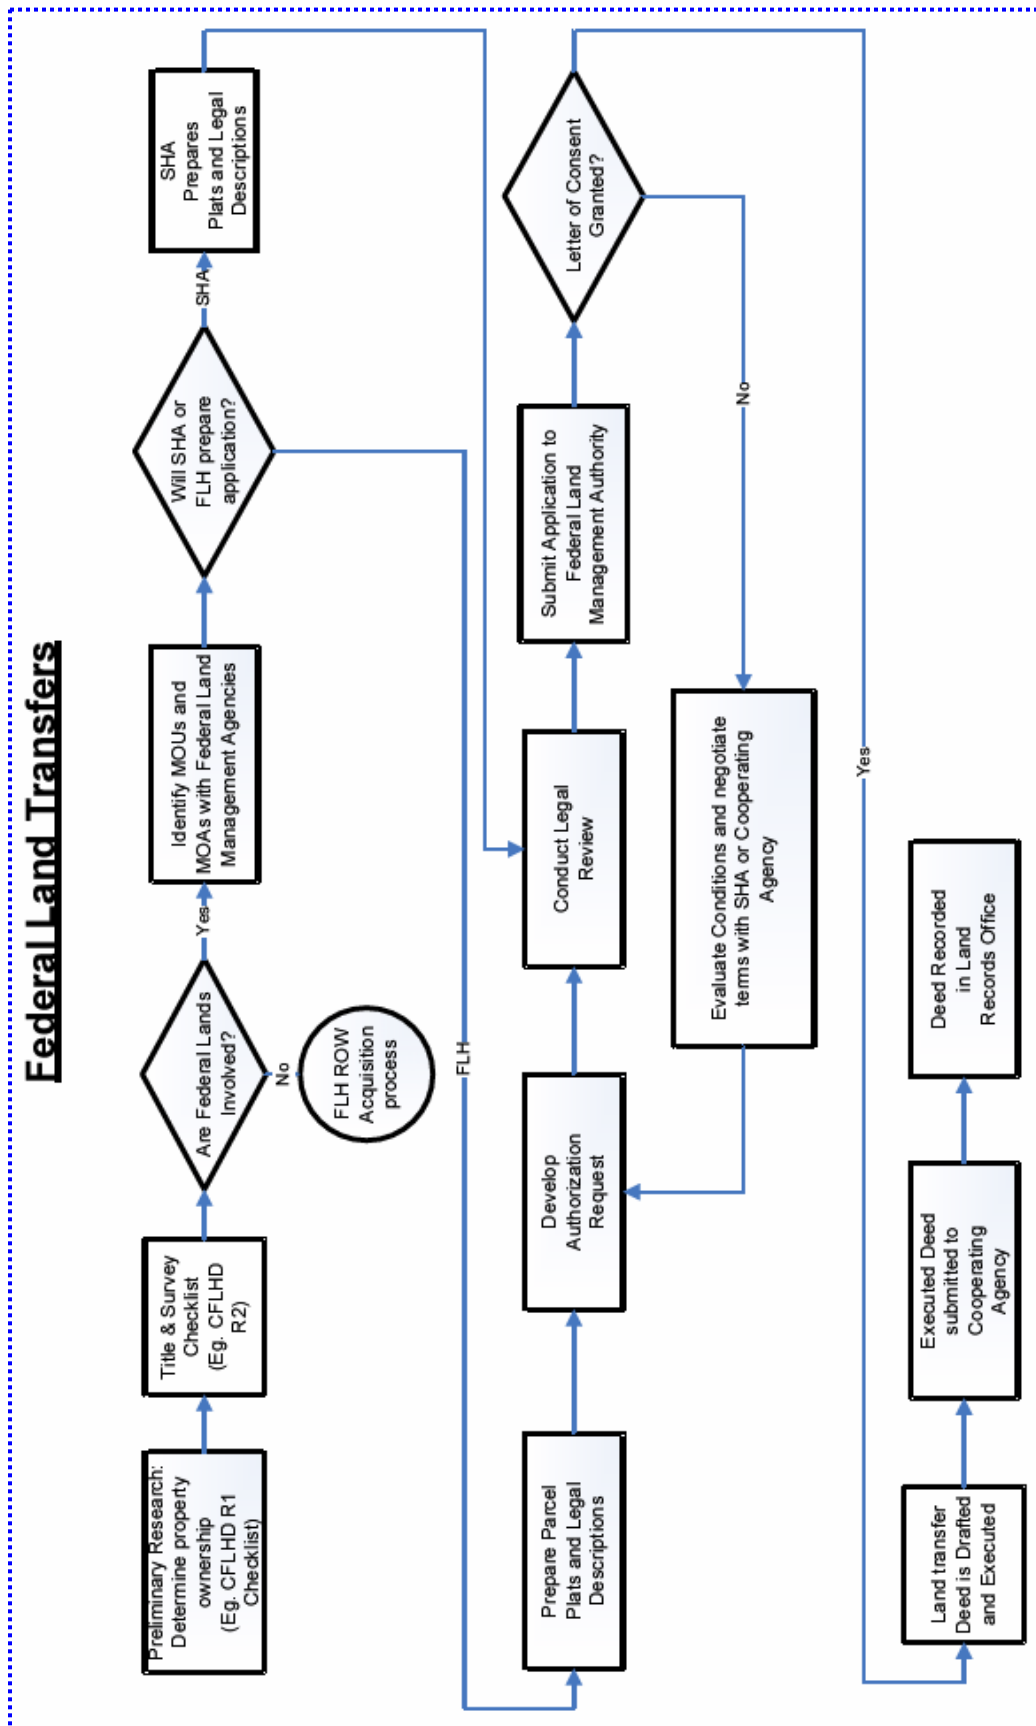 Federal Land Transfers
Preliminary Research:
Determine property
ownership
(Eg. CFLHD R1
Checklist)
Title & Survey
Checklist
(Eg. CFLHD
R2)
Are Federal Lands
Involved?
Yes
No
FLH ROW
Acquisition
process
Identify MOUs and
MOAs with Federal Land
Management Agencies
Will SHA or
FLH prepare
application?
SHA
SHA
Prepares
Plats and Legal
Descriptions
FLH
Prepare Parcel
Plats and Legal
Descriptions
Develop
Authorization
Request
Conduct Legal
Review
Submit Application to
Federal Land
Management Authority
Letter of Consent
Granted?
No
Evaluate Conditions and negotiate
terms with SHA or Cooperating
Agency
Yes
Land transfer
Deed is Drafted
and Executed
Executed Deed
submitted to
Cooperating
Agency
Deed Recorded
in Land
Records Office